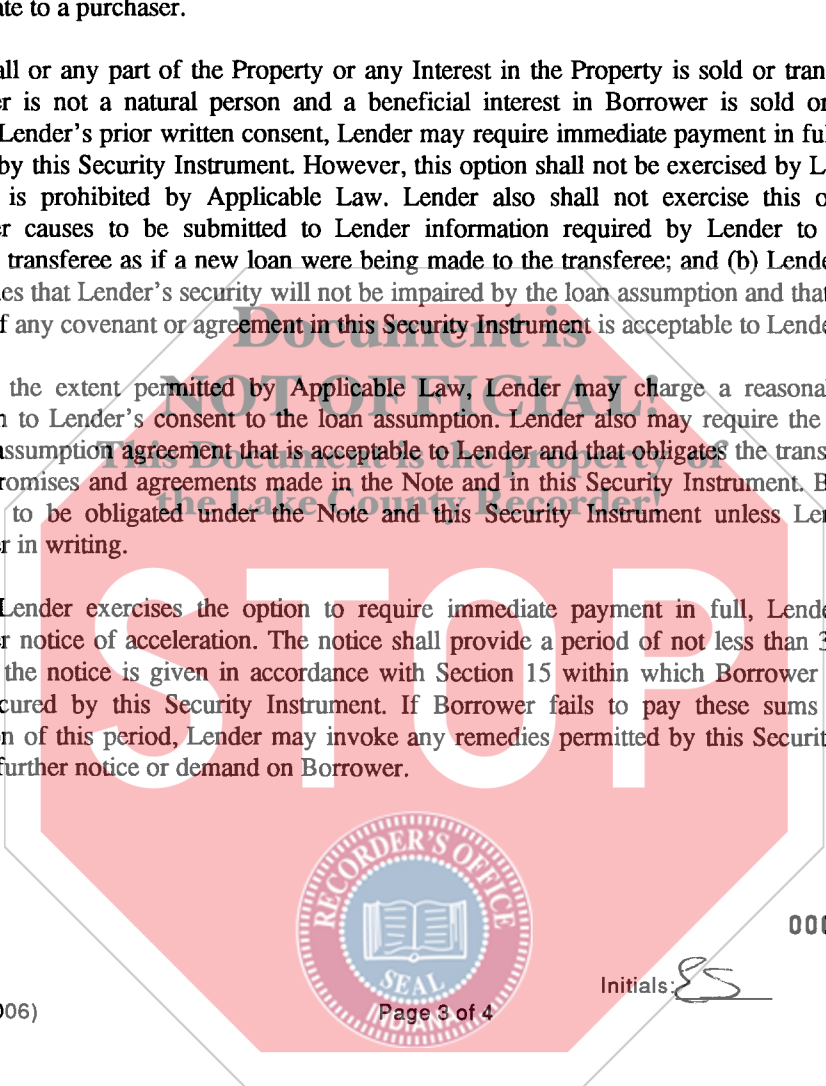 ate to a purchaser.
all or any part of the Property or any Interest in the Property is sold or tran
er is not a natural person and a beneficial interest in Borrower is sold or
Lender's prior written consent, Lender may require immediate payment in ful
by this Security Instrument. However, this option shall not be exercised by L
is prohibited by Applicable Law. Lender also shall not exercise this o
er causes to be submitted to Lender information required by Lender to
transferee as if a new loan were being made to the transferee; and (b) Lende
es that Lender's security will not be impaired by the loan assumption and that
f any covenant or agreement in this Security Instrument is acceptable to Lende
Document is
the extent permitted by Applicable Law, Lender may charge a reasonal
NOT OFFICIAL!
n to Lender's consent to the loan assumption. Lender also may require the
assumption agreement that is acceptable to Lender and that obligates the trans
This Document is the property of
romises and agreements made in the Note and in this Security Instrument. B
the Lake County Recorder!
to be obligated under the Note and this Security Instrument unless Len
r in writing.
STOP
Lender exercises the option to require immediate payment in full, Lende
r notice of acceleration. The notice shall provide a period of not less than 3
the notice is given in accordance with Section 15 within which Borrower
cured by this Security Instrument. If Borrower fails to pay these sums
n of this period, Lender may invoke any remedies permitted by this Securit
further notice or demand on Borrower.
RECORDER'S OFFICE
SEAL
INDIANA
000
Initials: ES
006)
Page 3 of 4